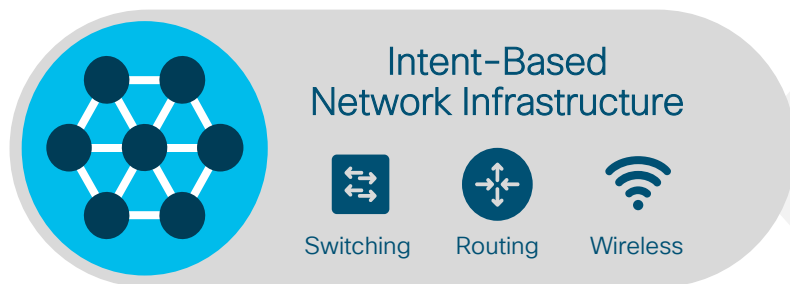 Intent-Based
Network Infrastructure
Switching
Routing
Wireless